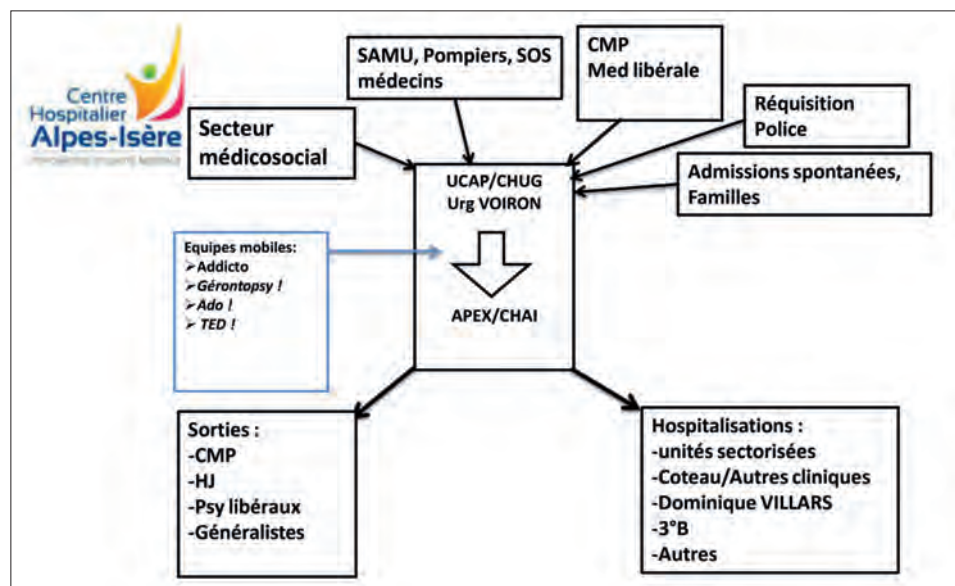 Centre
Hospitalier
Alpes-Isère
SAMU, Pompiers, SOS
médecins
CMP
Med libérale
Secteur
médicosocial
Réquisition
Police
Admissions spontanées,
Familles
UCAP/CHUG
Urg VOIRON
Equipes mobiles:
➢Addicto
➢Gérontopsy !
➢Ado !
➢TED !
APEX/CHAI
Sorties :
-CMP
-HJ
-Psy libéraux
-Généralistes
Hospitalisations :
-unités sectorisées
-Coteau/Autres cliniques
-Dominique VILLARS
-3°B
-Autres